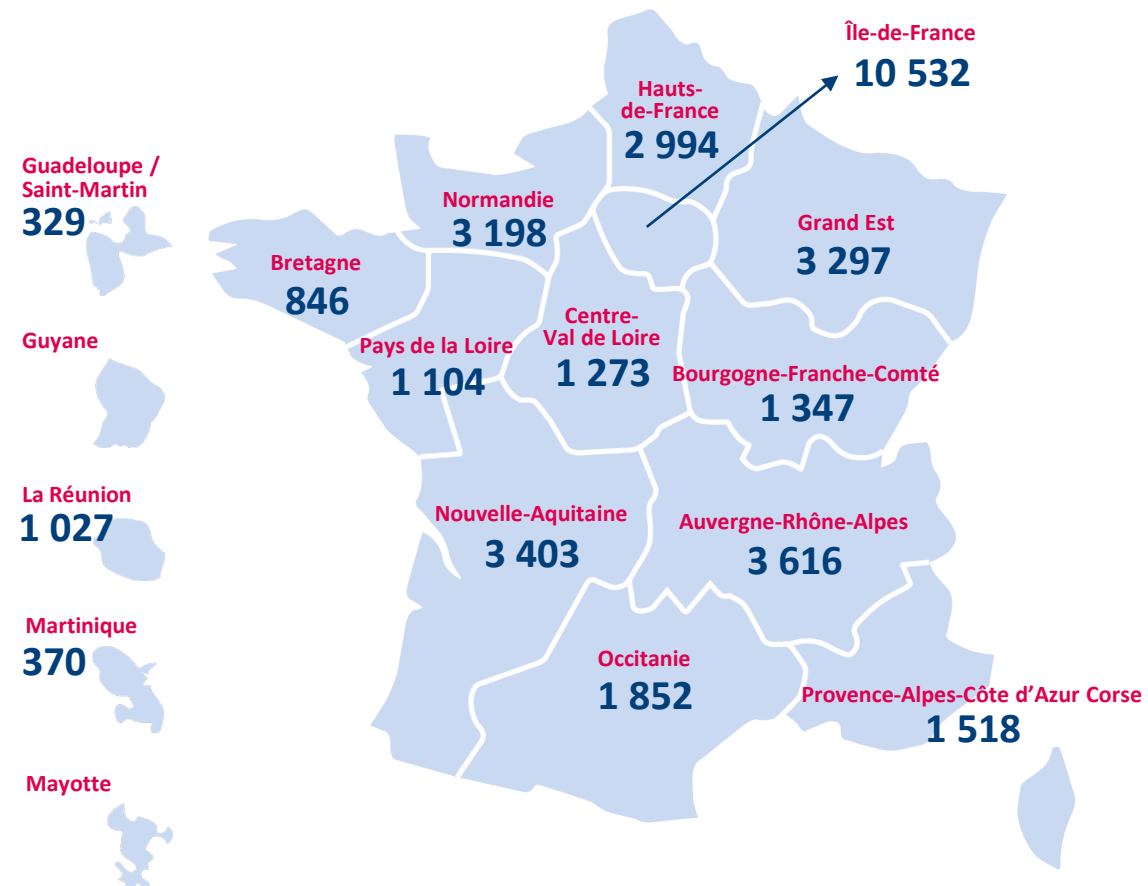 Île-de-France
10 532
Hauts-
de-France
2 994
Guadeloupe /
Saint-Martin
329
Normandie
3 198
Grand Est
3 297
Bretagne
846
Centre-
Val de Loire
1 273
Guyane
Pays de la Loire
1 104
Bourgogne-Franche-Comté
1 347
La Réunion
1 027
Nouvelle-Aquitaine
3 403
Auvergne-Rhône-Alpes
3 616
Martinique
370
Occitanie
1 852
Provence-Alpes-Côte d’Azur Corse
1 518
Mayotte